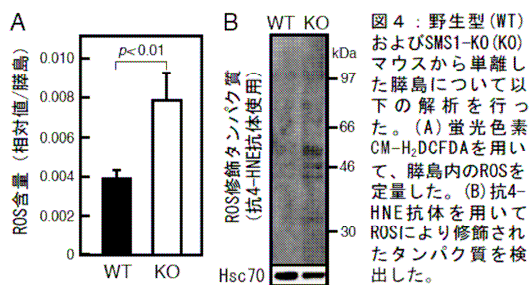 A
ROS含量 (相対値/膵島)
0.010
0.008
0.006
0.004
0.002
0
p<0.01
WT KO
B
WT KO
ROS修飾タンパク質
(抗4-HNE抗体使用)
kDa
97
66
46
30
Hsc70
図4：野生型(WT)
およびSMS1-KO(KO)
マウスから単離し
た膵島について以
下の解析を行っ
た。(A)蛍光色素
CM-H₂DCFDAを用い
て、膵島内のROSを
定量した。(B)抗4-
HNE抗体を用いて
ROSにより修飾され
たタンパク質を検
出した。